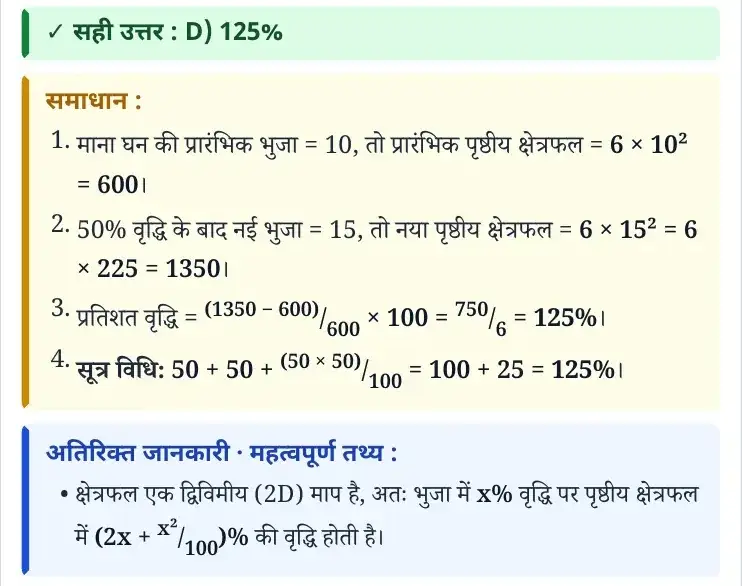 ✓ सही उत्तर : D) 125%
समाधान :
1. माना घन की प्रारंभिक भुजा = 10, तो प्रारंभिक पृष्ठीय क्षेत्रफल = 6 × 10²
= 600।
2. 50% वृद्धि के बाद नई भुजा = 15, तो नया पृष्ठीय क्षेत्रफल = 6 × 15² = 6
× 225 = 1350।
3. प्रतिशत वृद्धि = (1350 − 600)/600 × 100 = 750/6 = 125%।
4. सूत्र विधि: 50 + 50 + (50 × 50)/100 = 100 + 25 = 125%।
अतिरिक्त जानकारी · महत्वपूर्ण तथ्य :
• क्षेत्रफल एक द्विविमीय (2D) माप है, अतः भुजा में x% वृद्धि पर पृष्ठीय क्षेत्रफल
में (2x + x²/100)% की वृद्धि होती है।